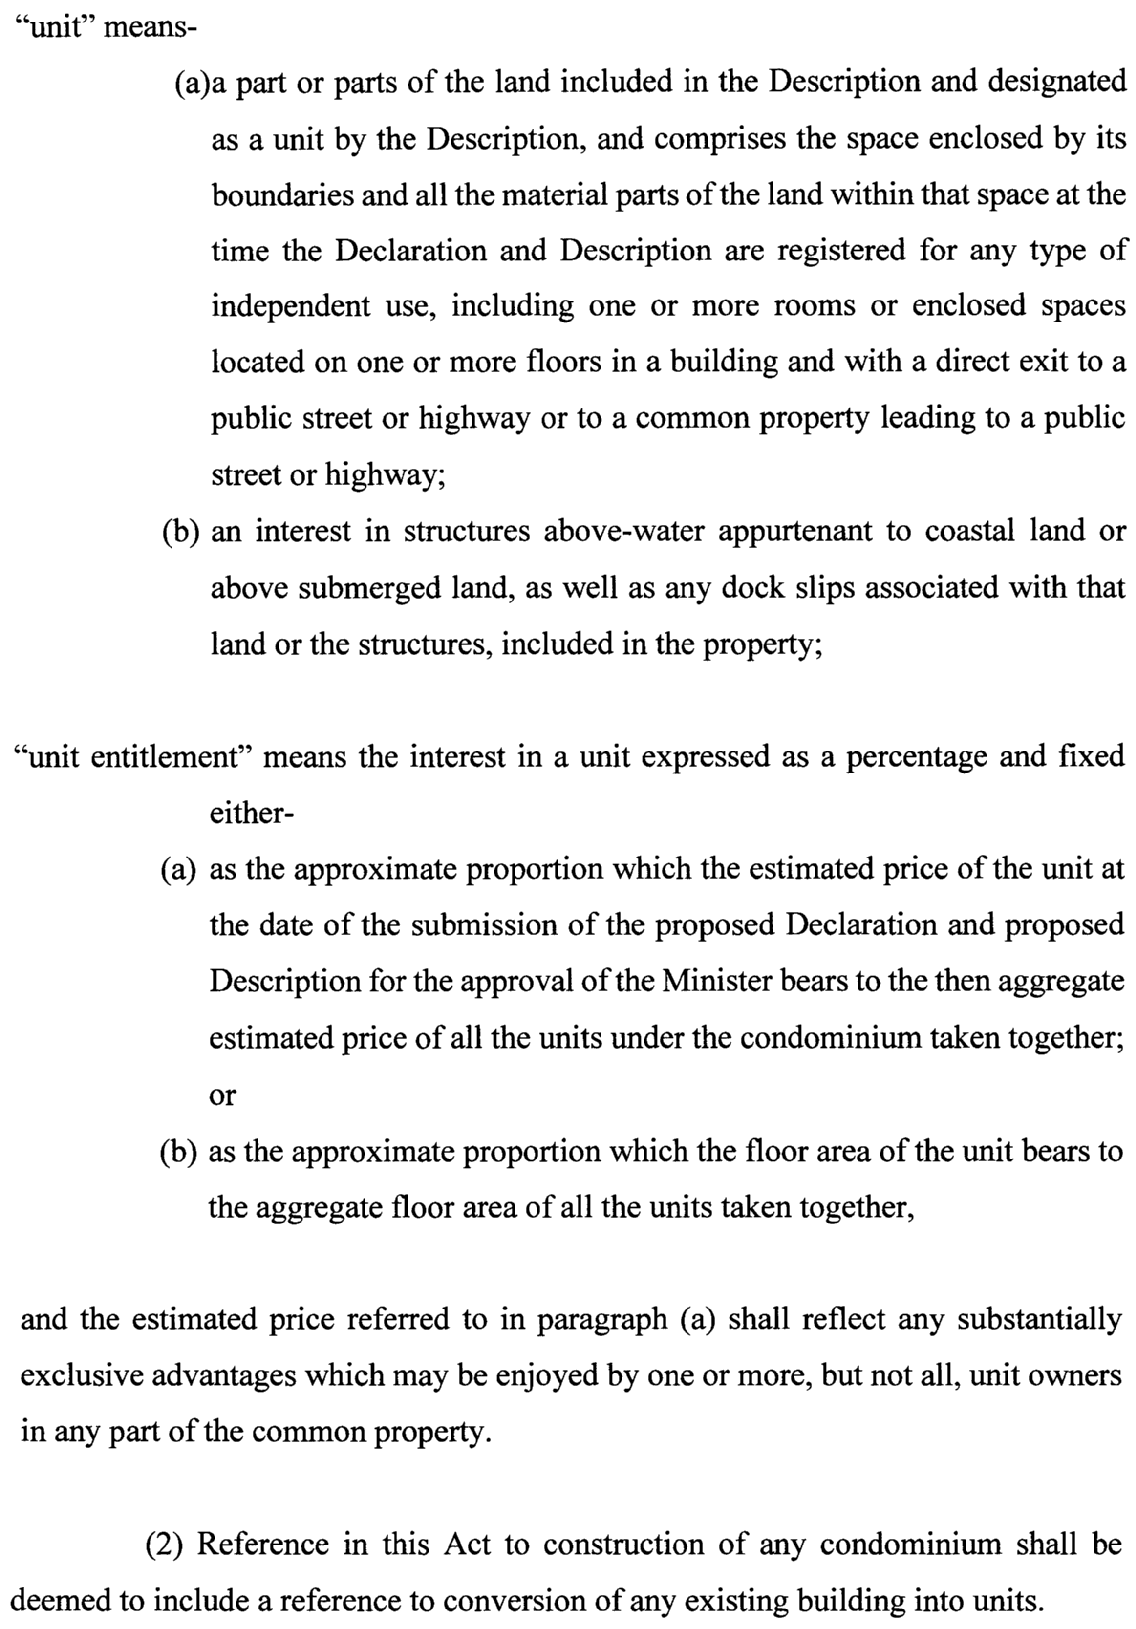 “unit” means-
(a)a part or parts of the land included in the Description and designated
as a unit by the Description, and comprises the space enclosed by its
boundaries and all the material parts of the land within that space at the
time the Declaration and Description are registered for any type of
independent use, including one or more rooms or enclosed spaces
located on one or more floors in a building and with a direct exit to a
public street or highway or to a common property leading to a public
street or highway;
(b) an interest in structures above-water appurtenant to coastal land or
above submerged land, as well as any dock slips associated with that
land or the structures, included in the property;
“unit entitlement” means the interest in a unit expressed as a percentage and fixed
either-
(a) as the approximate proportion which the estimated price of the unit at
the date of the submission of the proposed Declaration and proposed
Description for the approval of the Minister bears to the then aggregate
estimated price of all the units under the condominium taken together;
or
(b) as the approximate proportion which the floor area of the unit bears to
the aggregate floor area of all the units taken together,
and the estimated price referred to in paragraph (a) shall reflect any substantially
exclusive advantages which may be enjoyed by one or more, but not all, unit owners
in any part of the common property.
(2) Reference in this Act to construction of any condominium shall be
deemed to include a reference to conversion of any existing building into units.